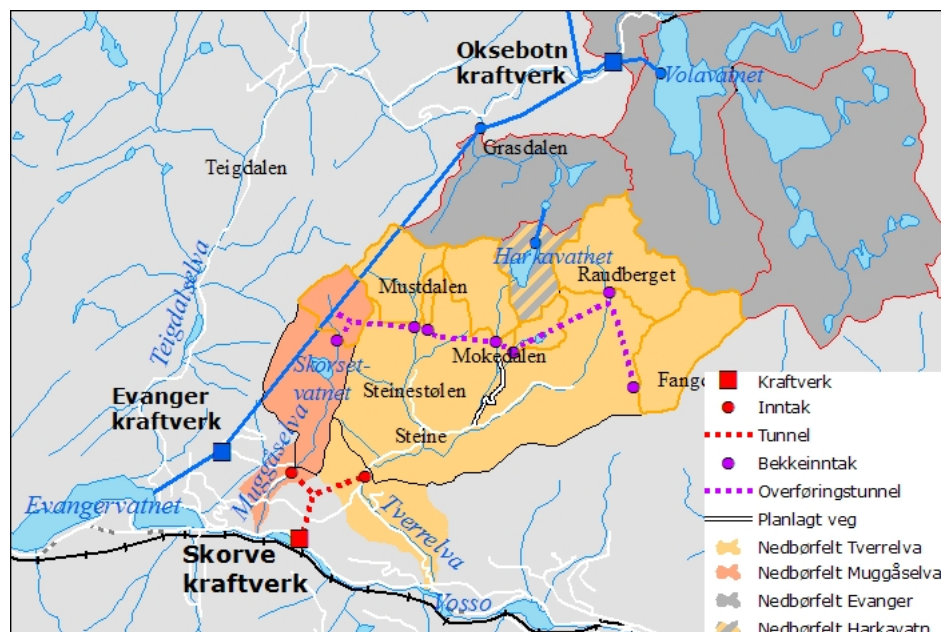 Oksebotn
kraftverk
Volavatnet
Grasdalen
Teigdalen
Teigdalselva
Harkavatnet
Raudberget
Mustdalen
Mokedalen
Skorset-
vatnet
Steinestølen
Evanger
kraftverk
Steine
Muggåselva
Evangervatnet
Tverrelva
Skorve
kraftverk
Vosso
Kraftverk
Inntak
Tunnel
Bekkeinntak
Overføringstunnel
Planlagt veg
Nedbørfelt Tverrelva
Nedbørfelt Muggåselva
Nedbørfelt Evanger
Nedbørfelt Harkavatn